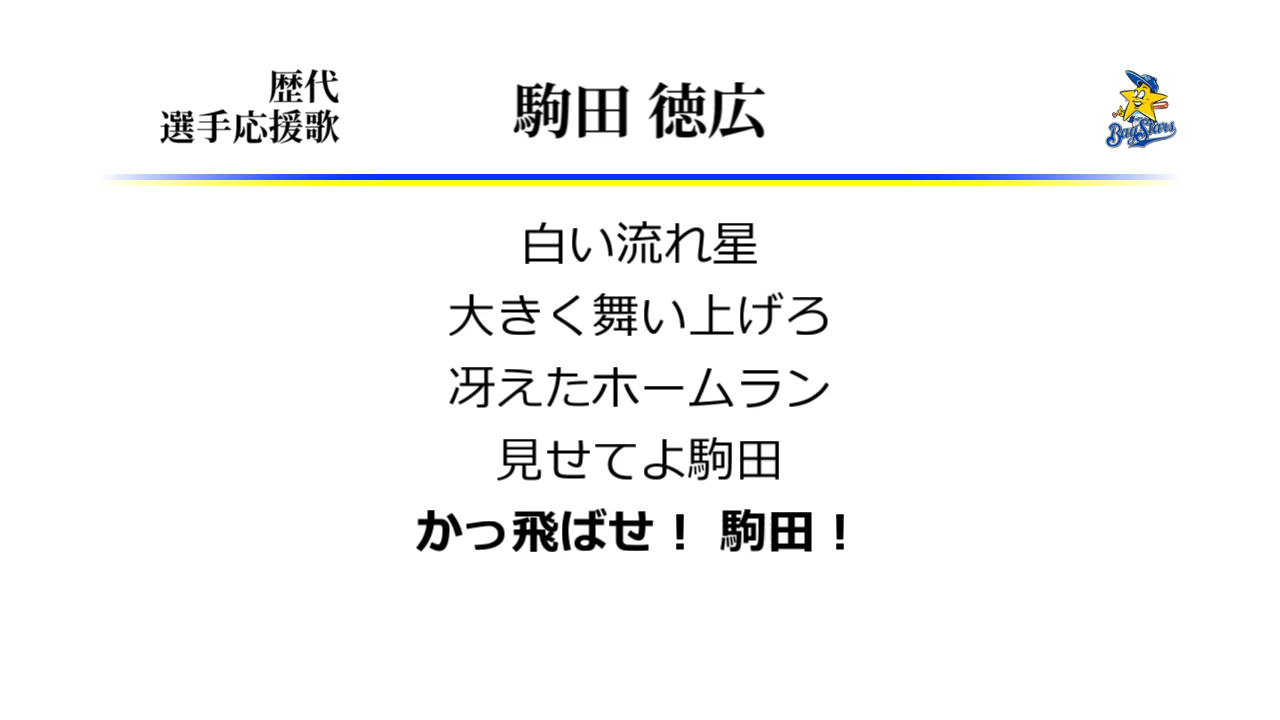 歴代
選手応援歌
駒田 徳広
BayStars
白い流れ星
大きく舞い上げろ
冴えたホームラン
見せてよ駒田
かっ飛ばせ！ 駒田！